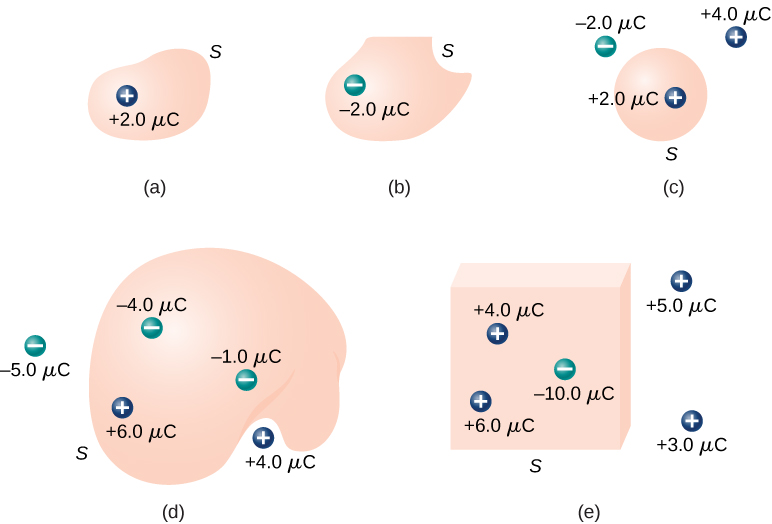 S
+2.0 μC
(a)
S
–2.0 μC
(b)
–2.0 μC
+4.0 μC
+2.0 μC
S
(c)
–4.0 μC
–5.0 μC
–1.0 μC
+6.0 μC
S
+4.0 μC
(d)
+5.0 μC
+4.0 μC
–10.0 μC
+6.0 μC
+3.0 μC
S
(e)